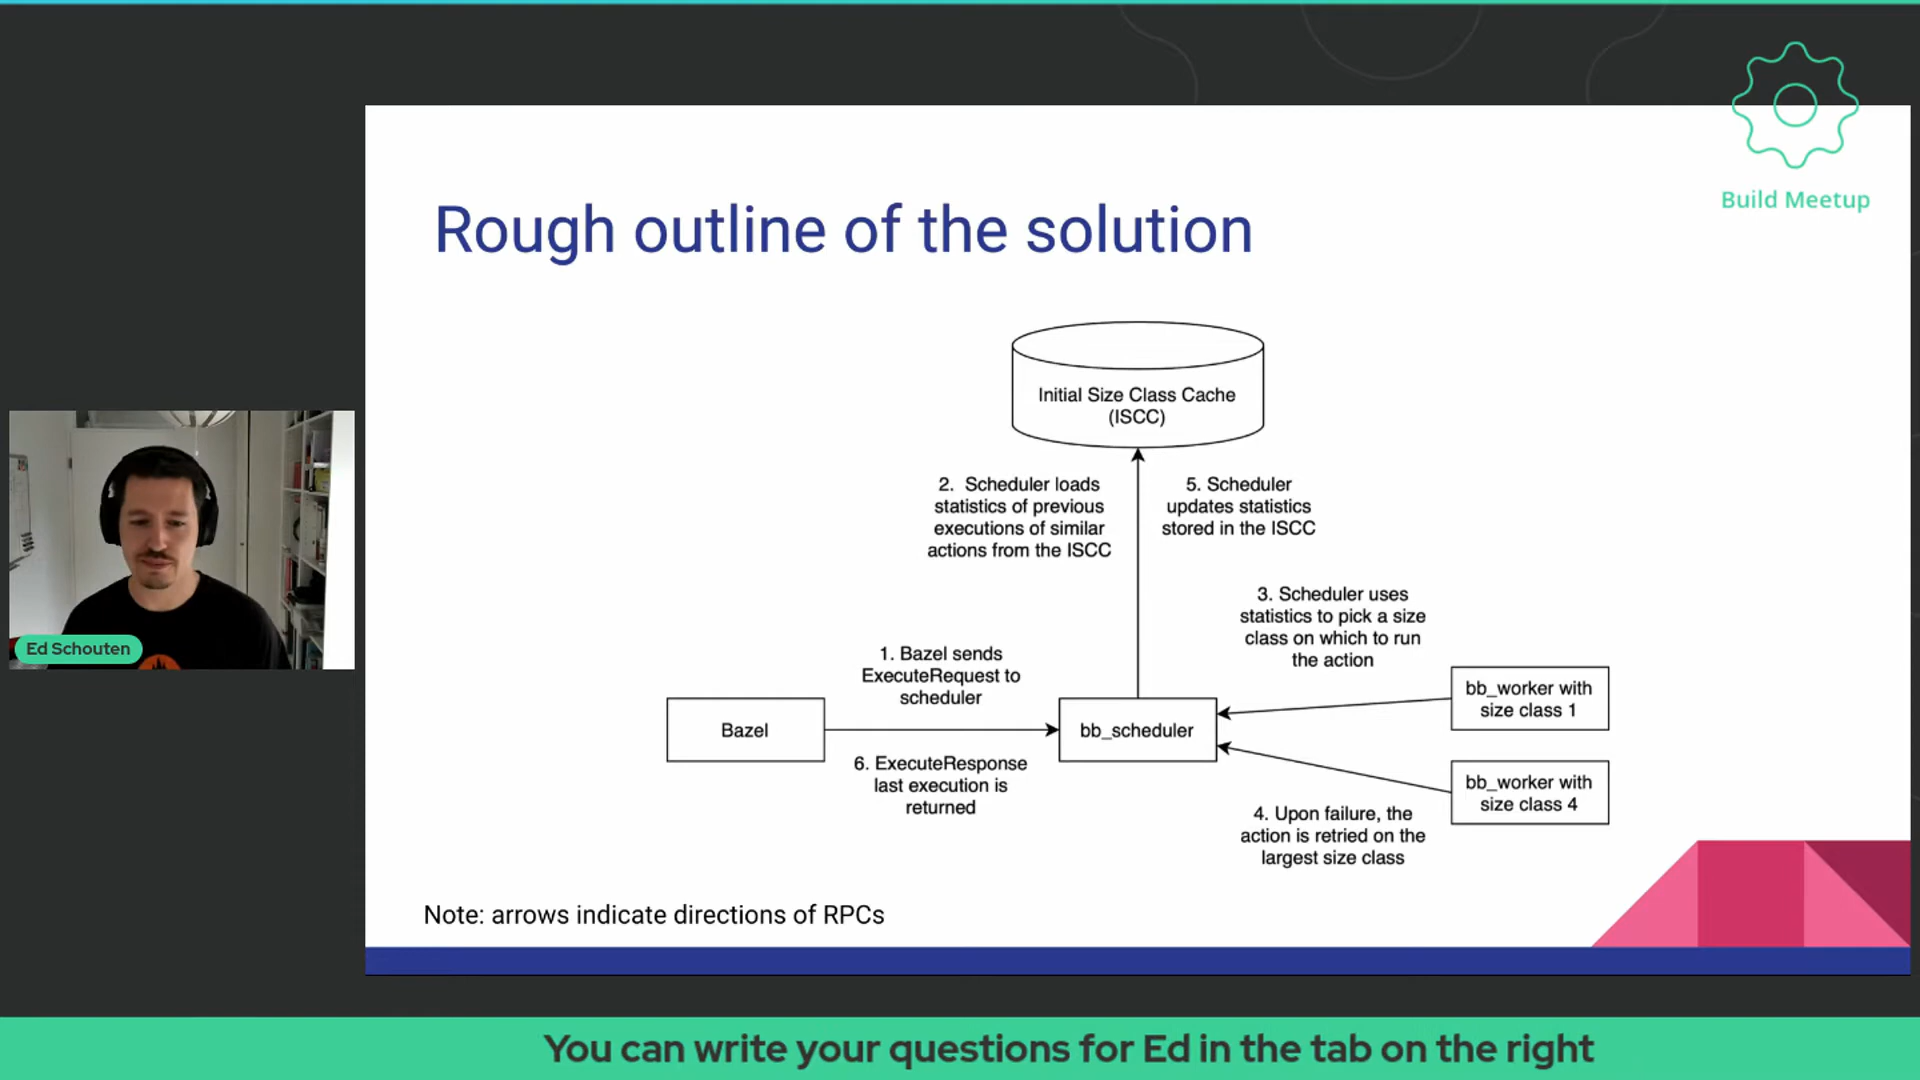 Build Meetup
Rough outline of the solution
Initial Size Class Cache
(ISCC)
2. Scheduler loads
statistics of previous
executions of similar
actions from the ISCC
5. Scheduler
updates statistics
stored in the ISCC
3. Scheduler uses
statistics to pick a size
class on which to run
the action
1. Bazel sends
ExecuteRequest to
scheduler
Bazel
bb_scheduler
bb_worker with
size class 1
6. ExecuteResponse
last execution is
returned
bb_worker with
size class 4
4. Upon failure, the
action is retried on the
largest size class
Note: arrows indicate directions of RPCs
Ed Schouten
You can write your questions for Ed in the tab on the right